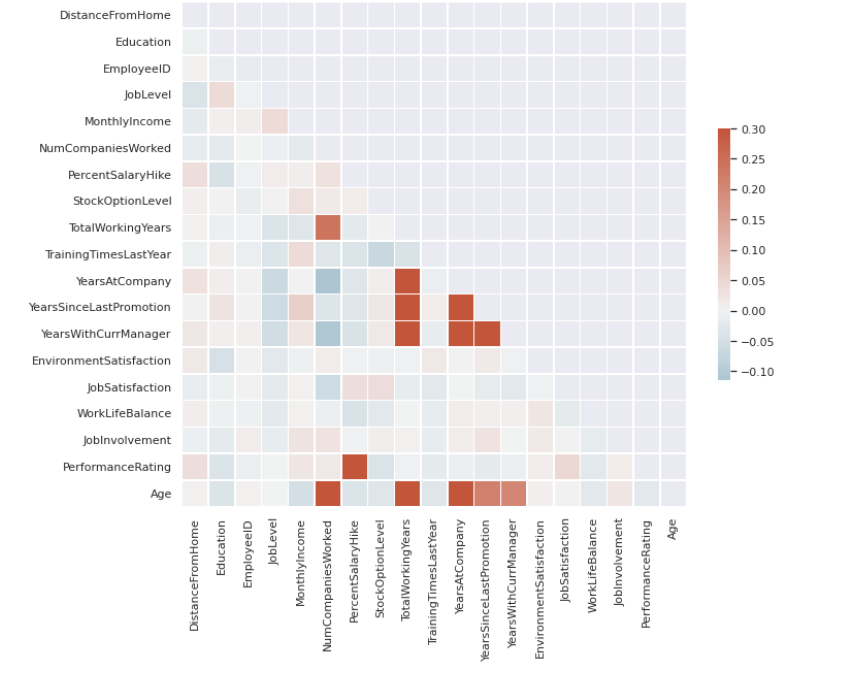 DistanceFromHome
Education
EmployeeID
JobLevel
MonthlyIncome
NumCompaniesWorked
PercentSalaryHike
StockOptionLevel
TotalWorkingYears
TrainingTimesLastYear
YearsAtCompany
YearsSinceLastPromotion
YearsWithCurrManager
EnvironmentSatisfaction
JobSatisfaction
WorkLifeBalance
JobInvolvement
PerformanceRating
Age
DistanceFromHome
Education
EmployeeID
JobLevel
MonthlyIncome
NumCompaniesWorked
PercentSalaryHike
StockOptionLevel
TotalWorkingYears
TrainingTimesLastYear
YearsAtCompany
YearsSinceLastPromotion
YearsWithCurrManager
EnvironmentSatisfaction
JobSatisfaction
WorkLifeBalance
JobInvolvement
PerformanceRating
Age
0.30
0.25
0.20
0.15
0.10
0.05
0.00
−0.05
−0.10